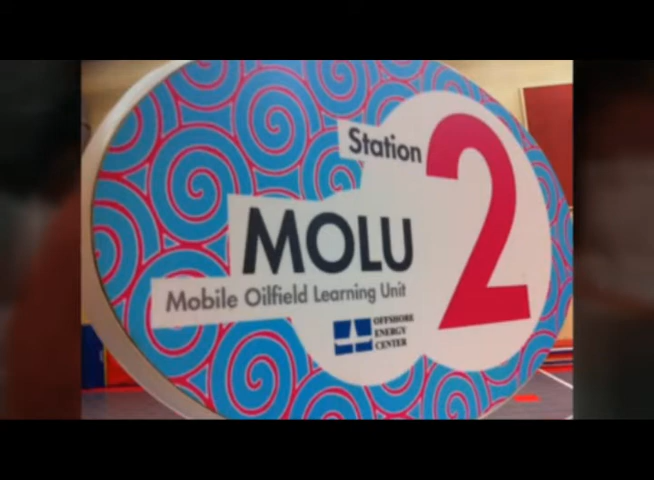 Station
2
MOLU
Mobile Oilfield Learning Unit
OFFSHORE
ENERGY
CENTER